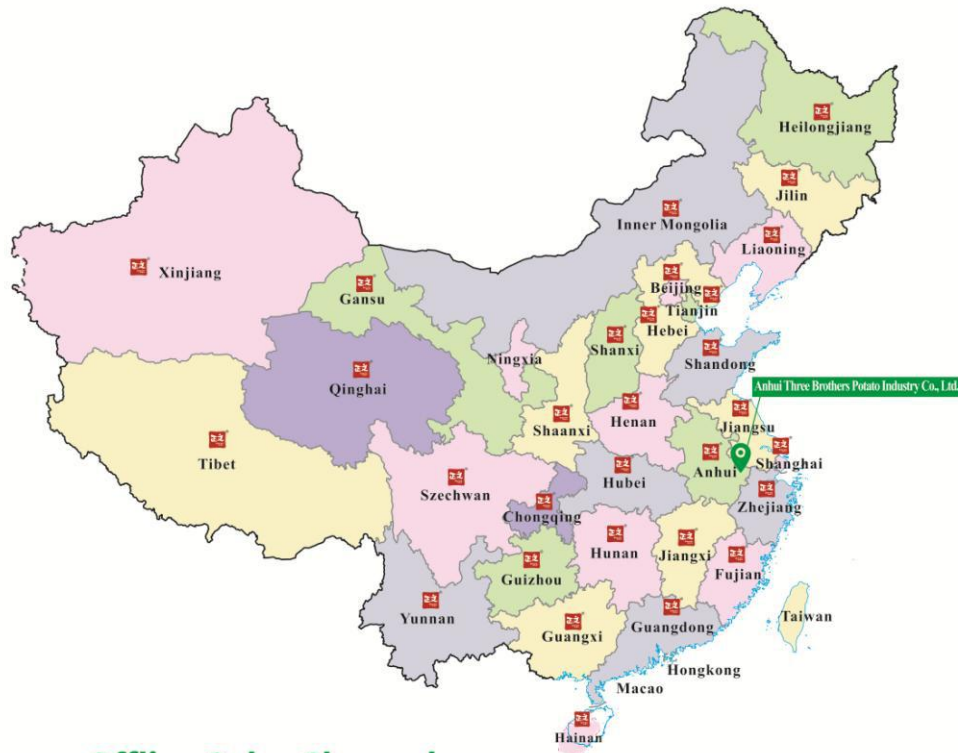 Heilongjiang
Jilin
Inner Mongolia
Liaoning
Xinjiang
Gansu
Beijing
Tianjin
Hebei
Shanxi
Ningxia
Shandong
Qinghai
Anhui Three Brothers Potato Industry Co., Ltd.
Henan
Shaanxi
Jiangsu
Tibet
Anhui
Shanghai
Szechwan
Hubei
Zhejiang
Chongqing
Hunan
Jiangxi
Fujian
Guizhou
Yunnan
Guangxi
Guangdong
Taiwan
Hongkong
Macao
Hainan